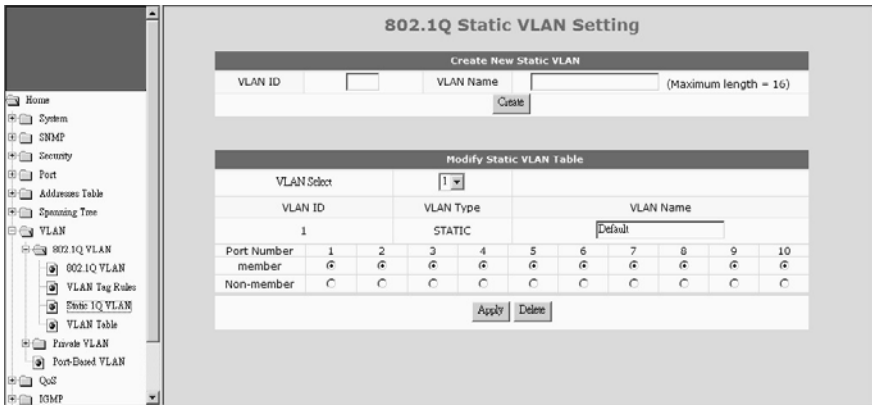 Home
System
SNMP
Security
Port
Addresses Table
Spanning Tree
VLAN
802.1Q VLAN
802.1Q VLAN
VLAN Tag Rules
Static 1Q VLAN
VLAN Table
Private VLAN
Port-Based VLAN
QoS
IGMP
802.1Q Static VLAN Setting
Create New Static VLAN
VLAN ID VLAN Name (Maximum length = 16)
Create
Modify Static VLAN Table
VLAN Select 1
VLAN ID VLAN Type VLAN Name
1 STATIC Default
Port Number 1 2 3 4 5 6 7 8 9 10
member
Non-member
Apply Delete